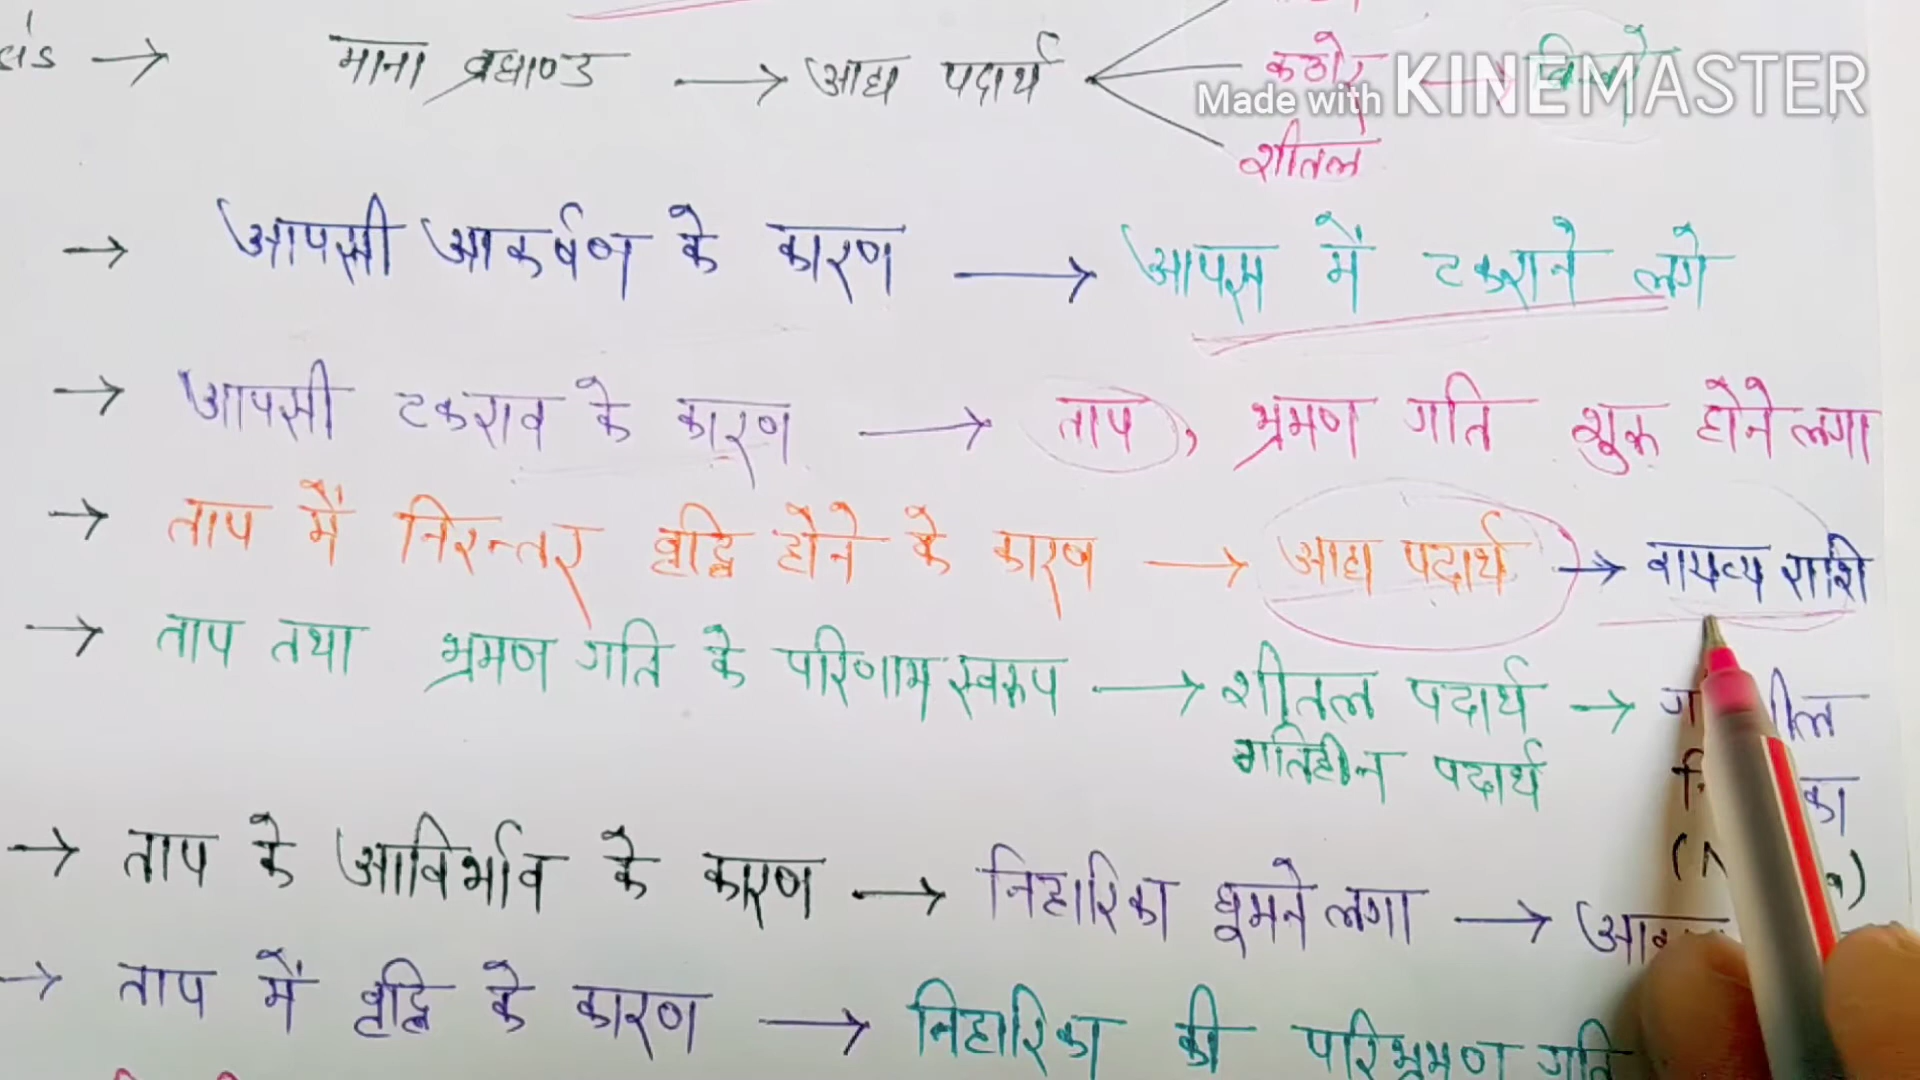 → माना ब्रह्माण्ड → आद्य पदार्थ कठोर
शीतल
Made with KINEMASTER
→ आपसी आकर्षण के कारण → आपस में टकराने लगे
→ आपसी टकराव के कारण → ताप, भ्रमण गति शुरू होने लगा
→ ताप में निरन्तर वृद्धि होने के कारण → आद्य पदार्थ → वायव्य राशि
→ ताप तथा भ्रमण गति के परिणाम स्वरूप → शीतल पदार्थ →
गतिहीन पदार्थ
→ ताप के आविर्भाव के कारण → निहारिका घूमने लगा →
→ ताप में वृद्धि के कारण → निहारिका की परिभ्रमण गति